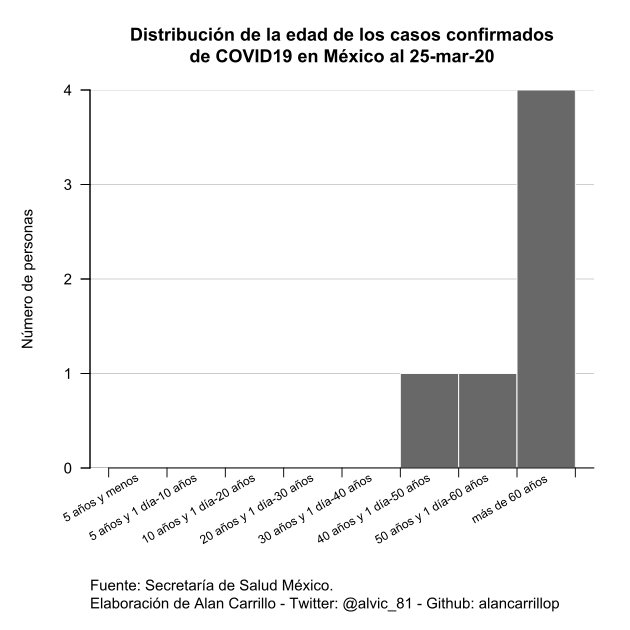 Distribución de la edad de los casos confirmados
de COVID19 en México al 25-mar-20
Número de personas
4
3
2
1
0
5 años y menos
5 años y 1 día-10 años
10 años y 1 día-20 años
20 años y 1 día-30 años
30 años y 1 día-40 años
40 años y 1 día-50 años
50 años y 1 día-60 años
más de 60 años
Fuente: Secretaría de Salud México.
Elaboración de Alan Carrillo - Twitter: @alvic_81 - Github: alancarrillop